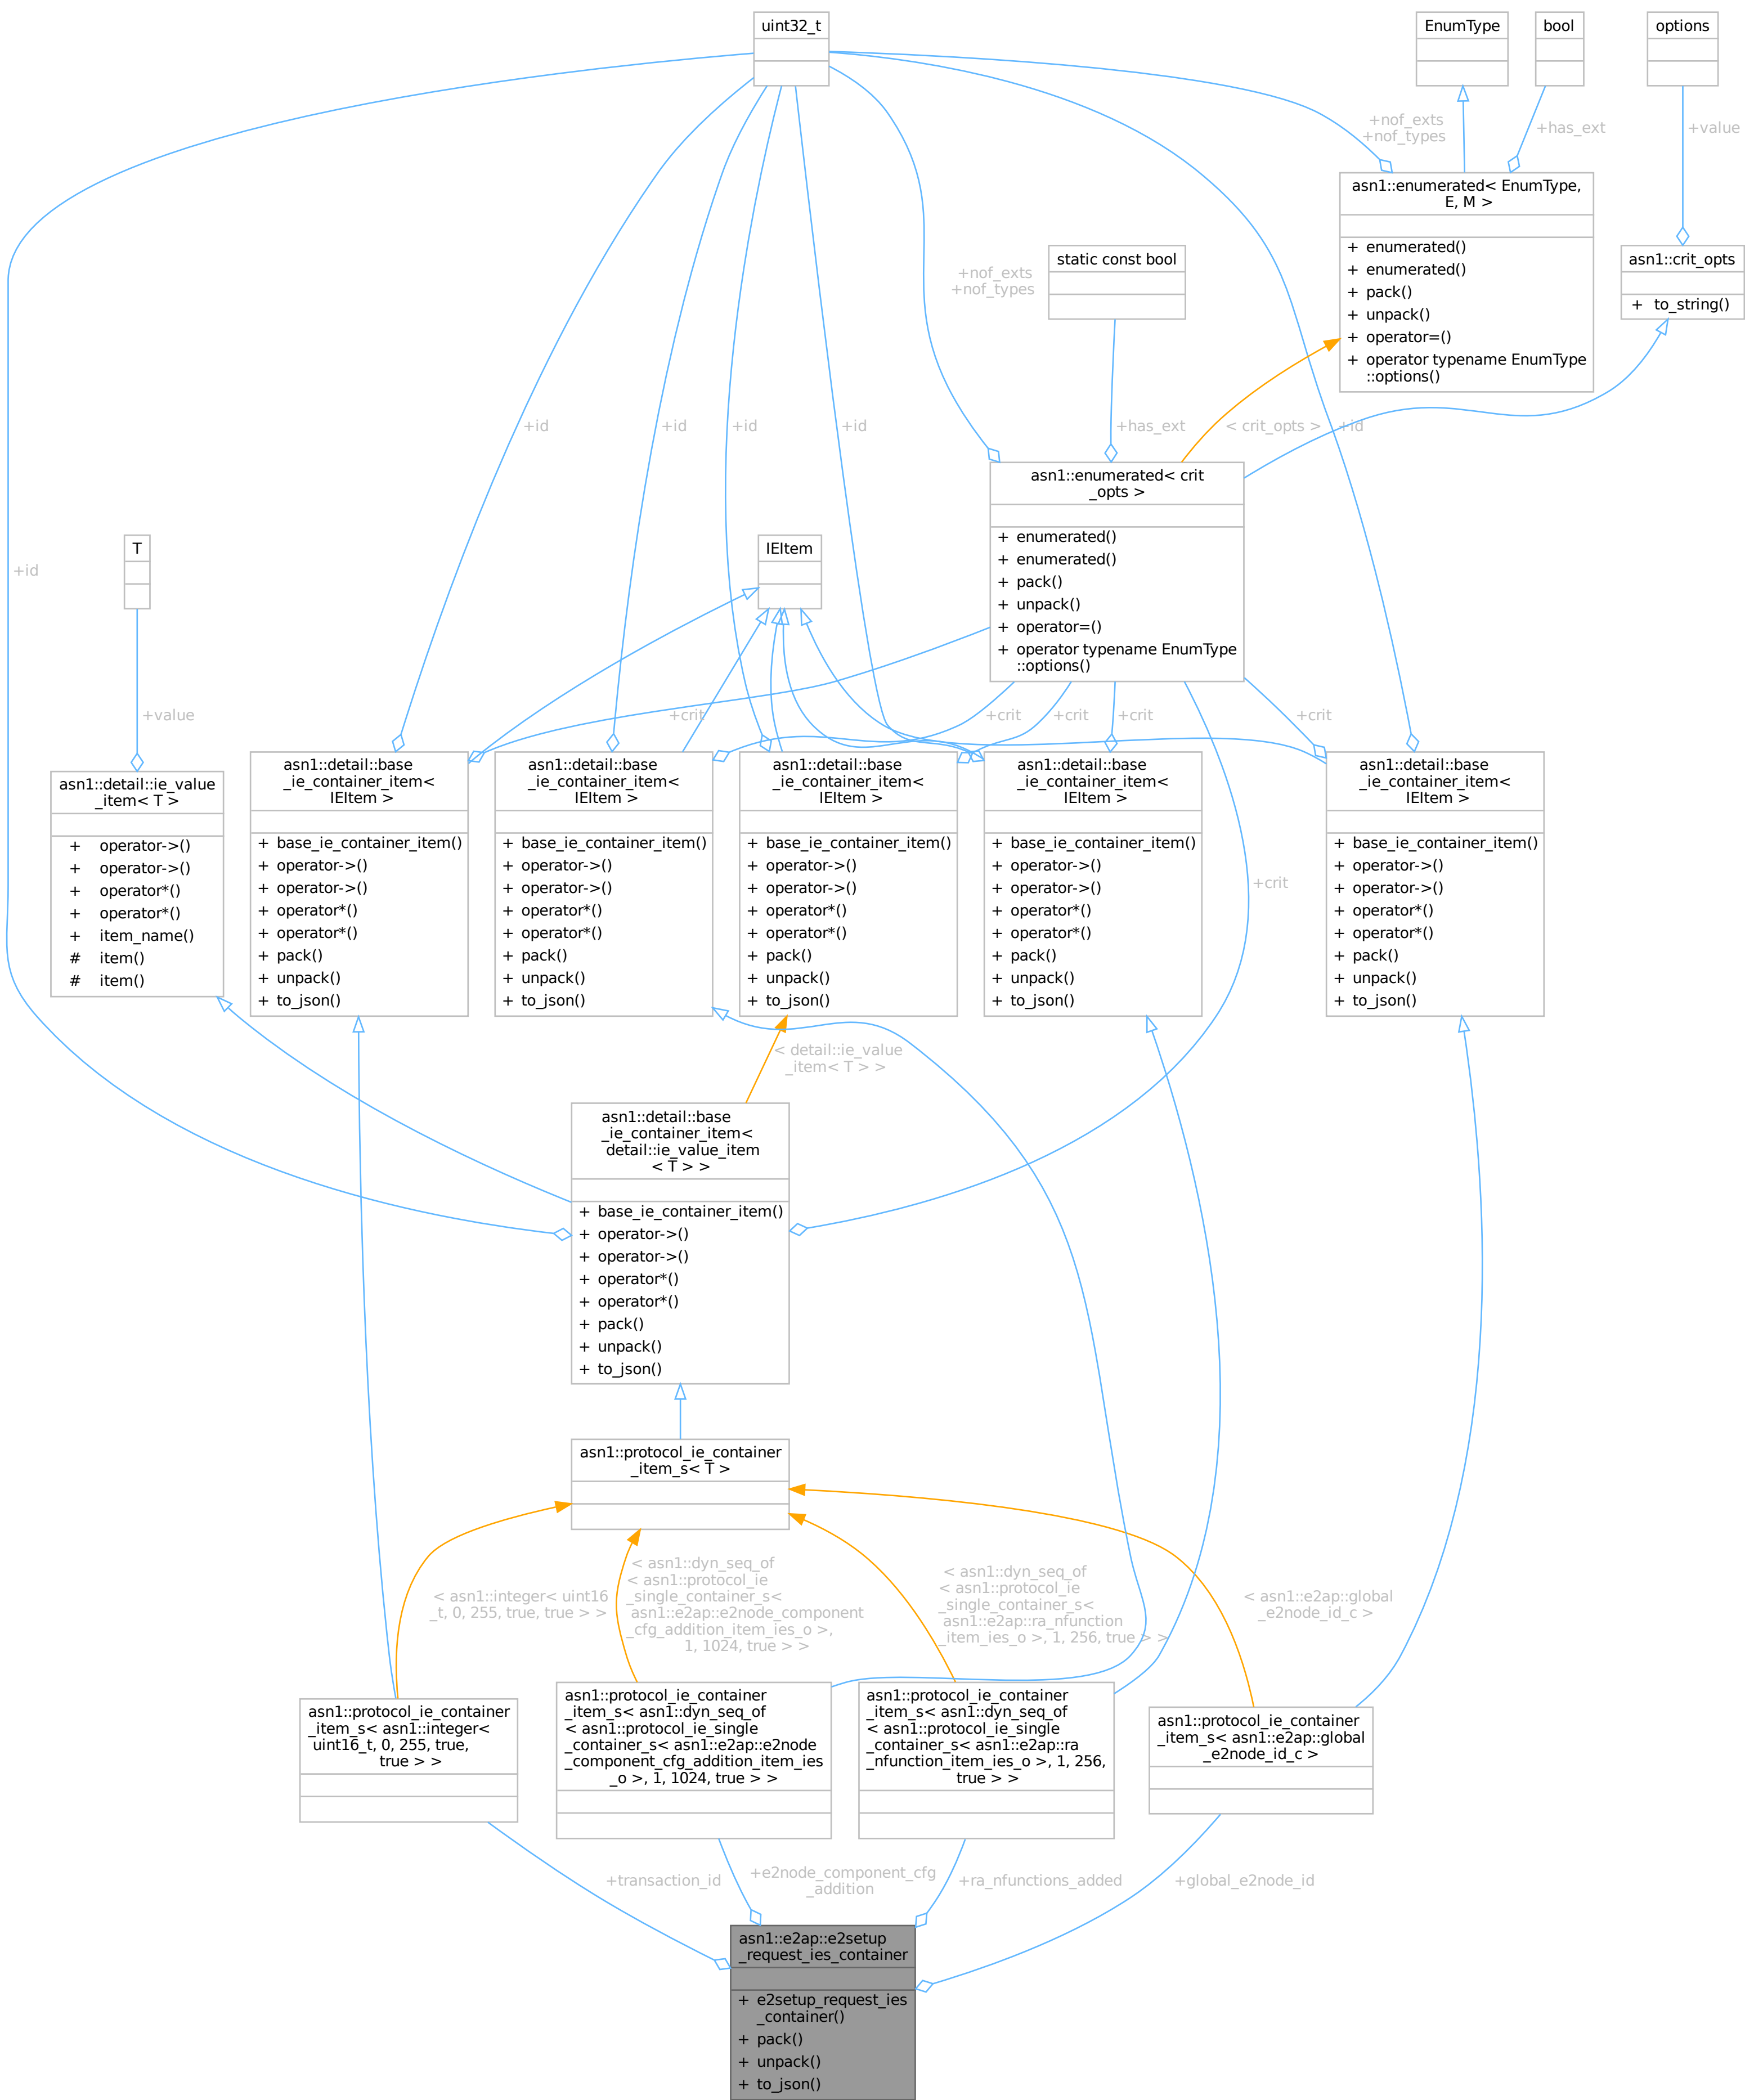 uint32_t
EnumType
bool
options
+nof_exts
+nof_types
+has_ext
+value
asn1::enumerated< EnumType,
E, M >
+ enumerated()
+ enumerated()
+ pack()
+ unpack()
+ operator=()
+ operator typename EnumType
::options()
asn1::crit_opts
+ to_string()
static const bool
+nof_exts
+nof_types
+id
+id
+id
+id
+has_ext
< crit_opts >
+id
asn1::enumerated< crit
_opts >
+ enumerated()
+ enumerated()
+ pack()
+ unpack()
+ operator=()
+ operator typename EnumType
::options()
T
IEItem
+id
+value
+crit
+crit
+crit
+crit
+crit
asn1::detail::ie_value
_item< T >
+ operator->()
+ operator->()
+ operator*()
+ operator*()
+ item_name()
# item()
# item()
asn1::detail::base
_ie_container_item<
IEItem >
+ base_ie_container_item()
+ operator->()
+ operator->()
+ operator*()
+ operator*()
+ pack()
+ unpack()
+ to_json()
asn1::detail::base
_ie_container_item<
IEItem >
+ base_ie_container_item()
+ operator->()
+ operator->()
+ operator*()
+ operator*()
+ pack()
+ unpack()
+ to_json()
asn1::detail::base
_ie_container_item<
IEItem >
+ base_ie_container_item()
+ operator->()
+ operator->()
+ operator*()
+ operator*()
+ pack()
+ unpack()
+ to_json()
asn1::detail::base
_ie_container_item<
IEItem >
+ base_ie_container_item()
+ operator->()
+ operator->()
+ operator*()
+ operator*()
+ pack()
+ unpack()
+ to_json()
asn1::detail::base
_ie_container_item<
IEItem >
+ base_ie_container_item()
+ operator->()
+ operator->()
+ operator*()
+ operator*()
+ pack()
+ unpack()
+ to_json()
+crit
< detail::ie_value
_item< T > >
asn1::detail::base
_ie_container_item<
detail::ie_value_item
< T > >
+ base_ie_container_item()
+ operator->()
+ operator->()
+ operator*()
+ operator*()
+ pack()
+ unpack()
+ to_json()
asn1::protocol_ie_container
_item_s< T >
< asn1::integer< uint16
_t, 0, 255, true, true > >
< asn1::dyn_seq_of
< asn1::protocol_ie
_single_container_s<
asn1::e2ap::e2node_component
_cfg_addition_item_ies_o >,
1, 1024, true > >
< asn1::dyn_seq_of
< asn1::protocol_ie
_single_container_s<
asn1::e2ap::ra_nfunction
_item_ies_o >, 1, 256, true > >
< asn1::e2ap::global
_e2node_id_c >
asn1::protocol_ie_container
_item_s< asn1::integer<
uint16_t, 0, 255, true,
true > >
asn1::protocol_ie_container
_item_s< asn1::dyn_seq_of
< asn1::protocol_ie_single
_container_s< asn1::e2ap::e2node
_component_cfg_addition_item_ies
_o >, 1, 1024, true > >
asn1::protocol_ie_container
_item_s< asn1::dyn_seq_of
< asn1::protocol_ie_single
_container_s< asn1::e2ap::ra
_nfunction_item_ies_o >, 1, 256,
true > >
asn1::protocol_ie_container
_item_s< asn1::e2ap::global
_e2node_id_c >
+transaction_id
+e2node_component_cfg
_addition
+ra_nfunctions_added
+global_e2node_id
asn1::e2ap::e2setup
_request_ies_container
+ e2setup_request_ies
_container()
+ pack()
+ unpack()
+ to_json()